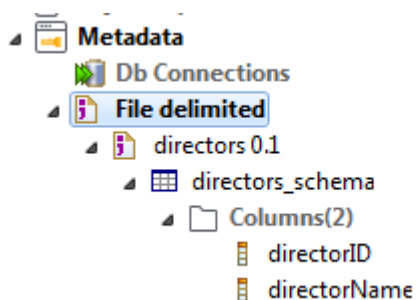 Metadata
Db Connections
File delimited
directors 0.1
directors_schema
Columns(2)
directorID
directorName